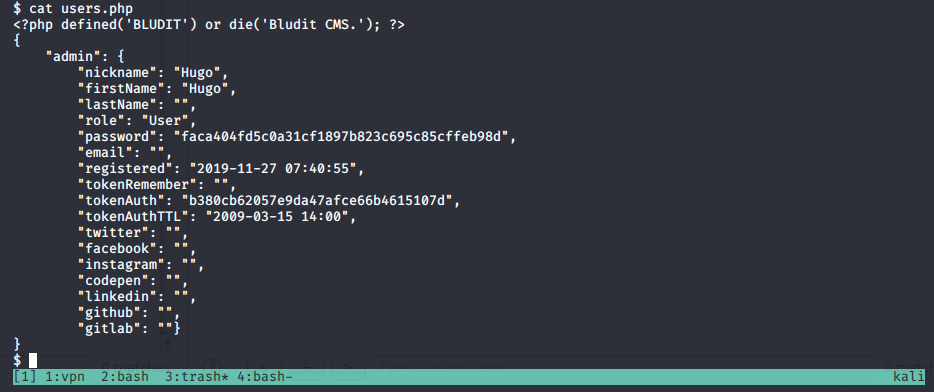 $ cat users.php
<?php defined('BLUDIT') or die('Bludit CMS.'); ?>
{
    "admin": {
        "nickname": "Hugo",
        "firstName": "Hugo",
        "lastName": "",
        "role": "User",
        "password": "faca404fd5c0a31cf1897b823c695c85cffeb98d",
        "email": "",
        "registered": "2019-11-27 07:40:55",
        "tokenRemember": "",
        "tokenAuth": "b380cb62057e9da47afce66b4615107d",
        "tokenAuthTTL": "2009-03-15 14:00",
        "twitter": "",
        "facebook": "",
        "instagram": "",
        "codepen": "",
        "linkedin": "",
        "github": "",
        "gitlab": ""}
}
$
[1] 1:vpn  2:bash  3:trash* 4:bash- kali